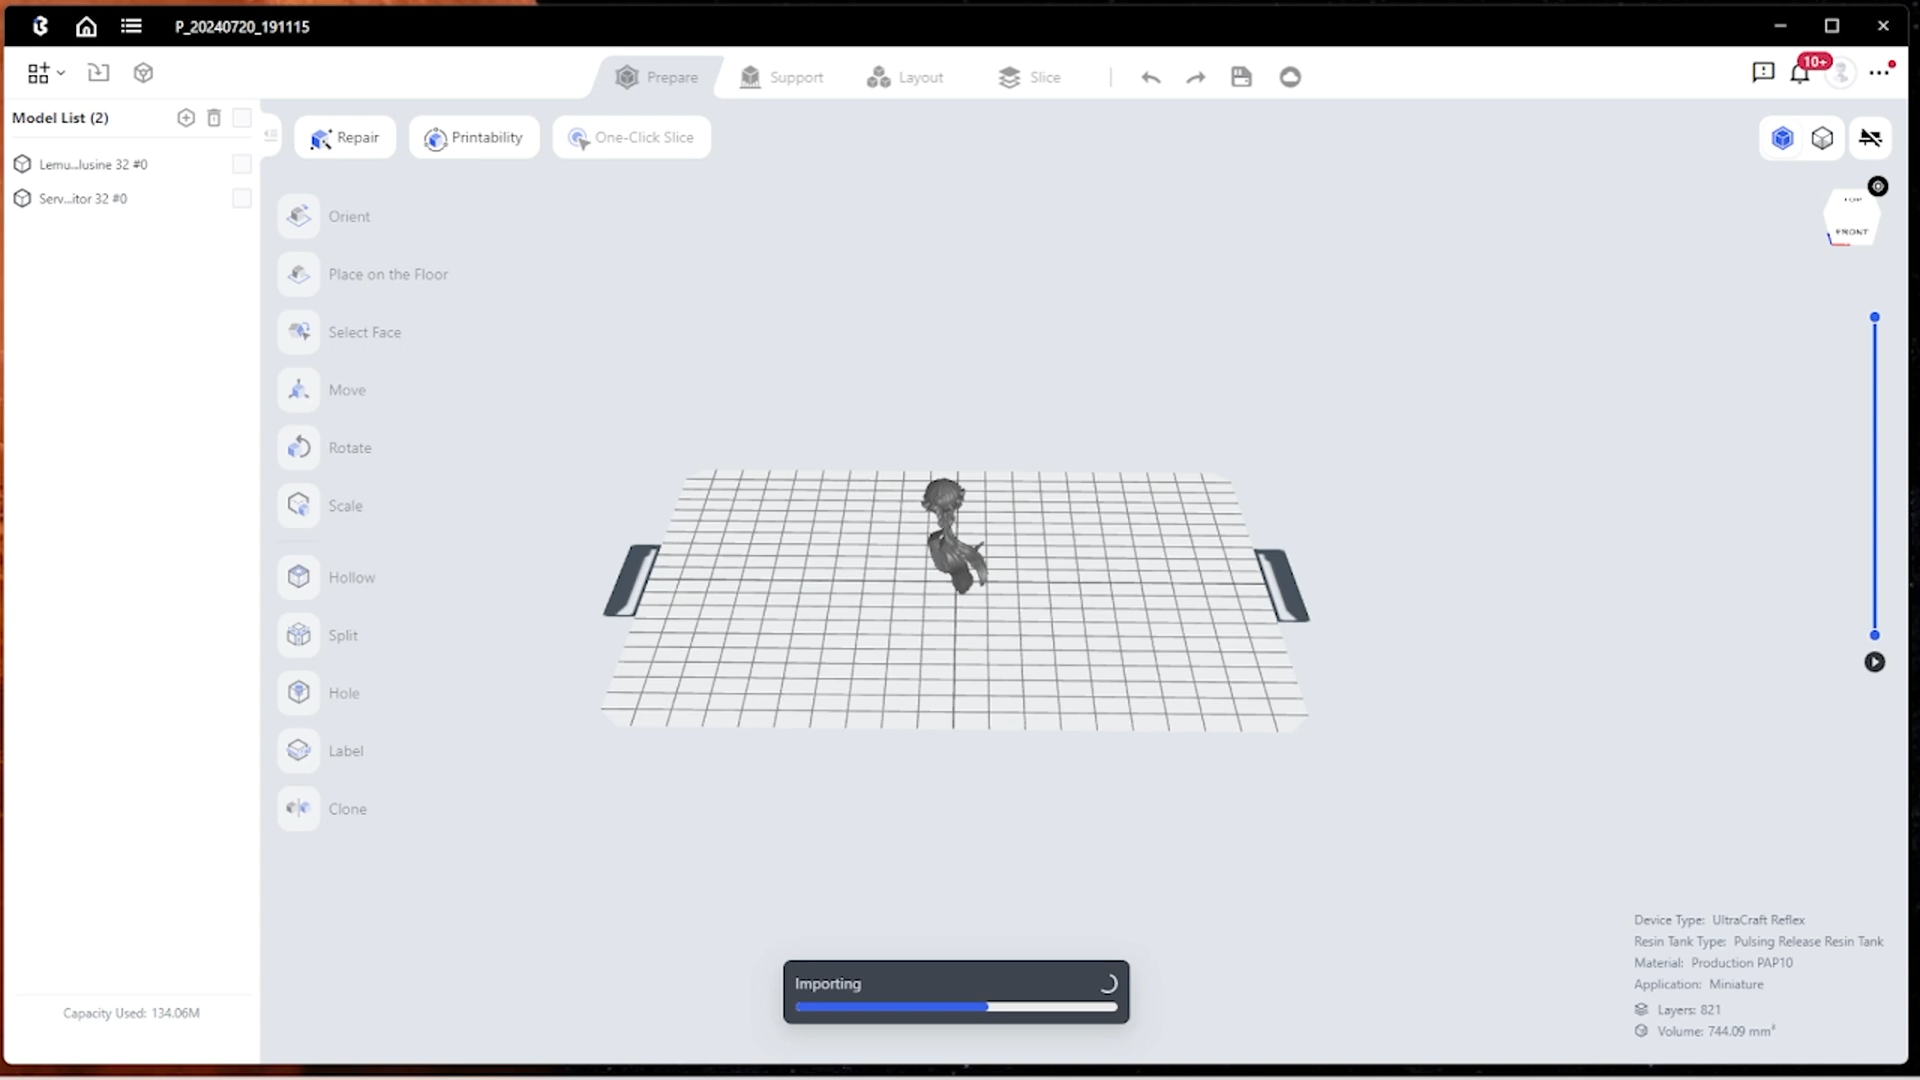 P_20240720_191115
Prepare
Support
Layout
Slice
10+
Model List (2)
Lemu...lusine 32 #0
Serv...itor 32 #0
Repair
Printability
One-Click Slice
TOP
FRONT
Orient
Place on the Floor
Select Face
Move
Rotate
Scale
Hollow
Split
Hole
Label
Clone
Importing
Capacity Used: 134.06M
Device Type: UltraCraft Reflex
Resin Tank Type: Pulsing Release Resin Tank
Material: Production PAP10
Application: Miniature
Layers: 821
Volume: 744.09 mm³